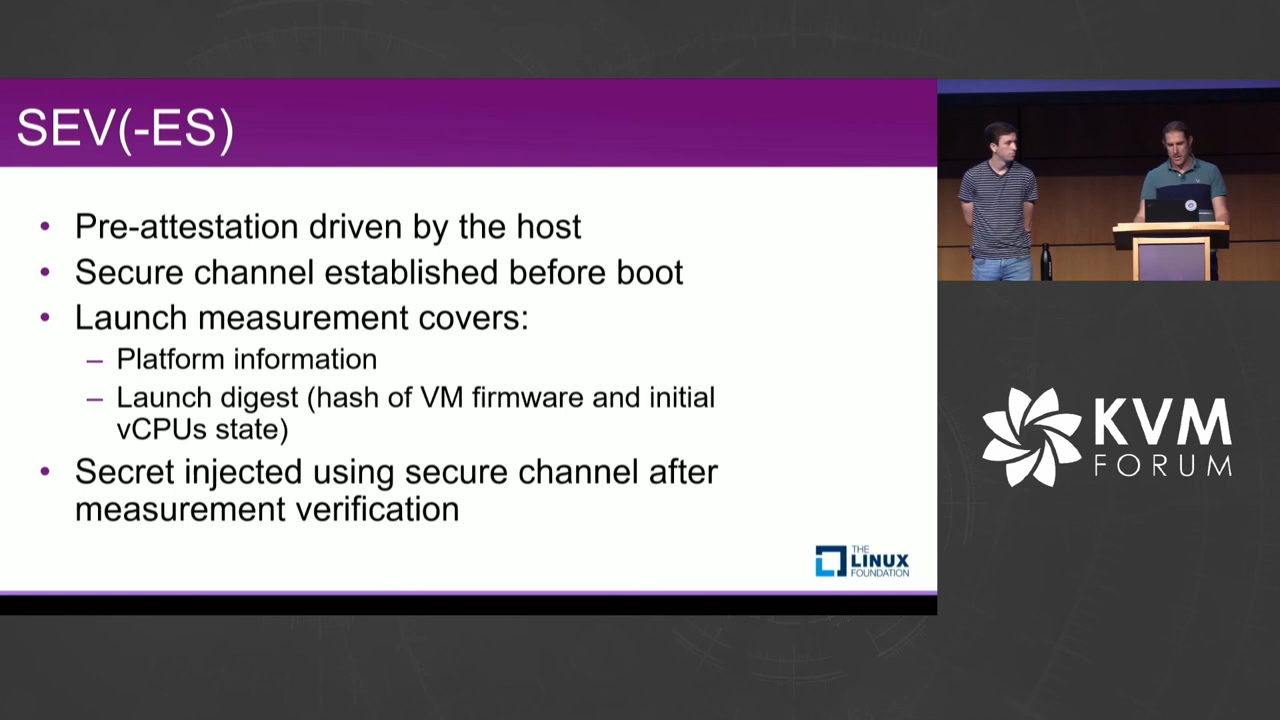 SEV(-ES)
• Pre-attestation driven by the host
• Secure channel established before boot
• Launch measurement covers:
– Platform information
– Launch digest (hash of VM firmware and initial
vCPUs state)
• Secret injected using secure channel after
measurement verification
THE
LINUX
FOUNDATION
KVM
FORUM